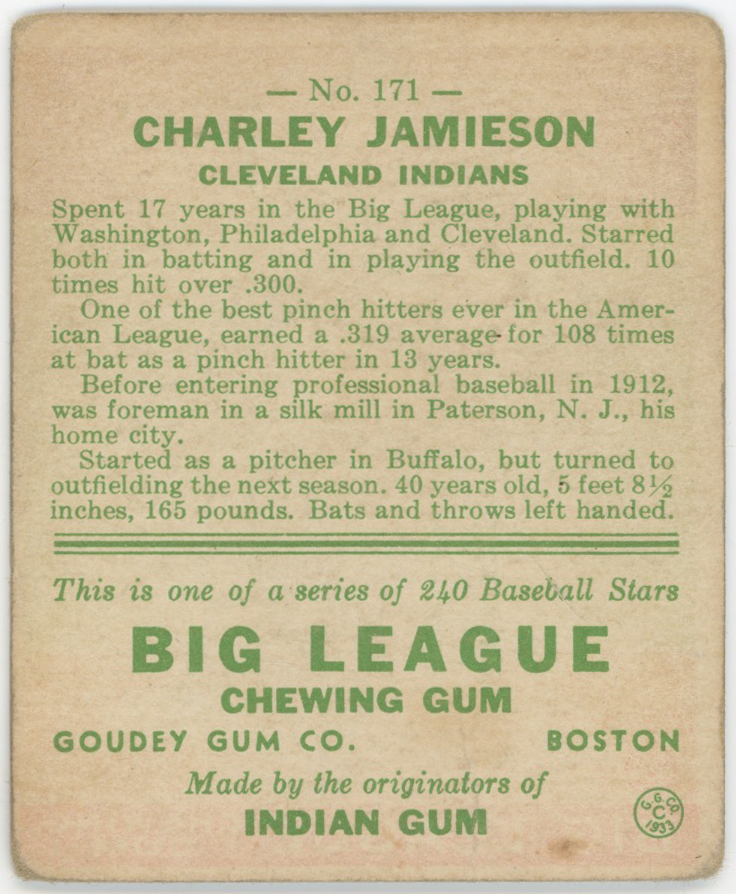 — No. 171 —
CHARLEY JAMIESON
CLEVELAND INDIANS
Spent 17 years in the Big League, playing with
Washington, Philadelphia and Cleveland. Starred
both in batting and in playing the outfield. 10
times hit over .300.
One of the best pinch hitters ever in the Amer-
ican League, earned a .319 average for 108 times
at bat as a pinch hitter in 13 years.
Before entering professional baseball in 1912,
was foreman in a silk mill in Paterson, N. J., his
home city.
Started as a pitcher in Buffalo, but turned to
outfielding the next season. 40 years old, 5 feet 8½
inches, 165 pounds. Bats and throws left handed.
This is one of a series of 240 Baseball Stars
BIG LEAGUE
CHEWING GUM
GOUDEY GUM CO. BOSTON
Made by the originators of
INDIAN GUM
G. G. CO.
C
1933